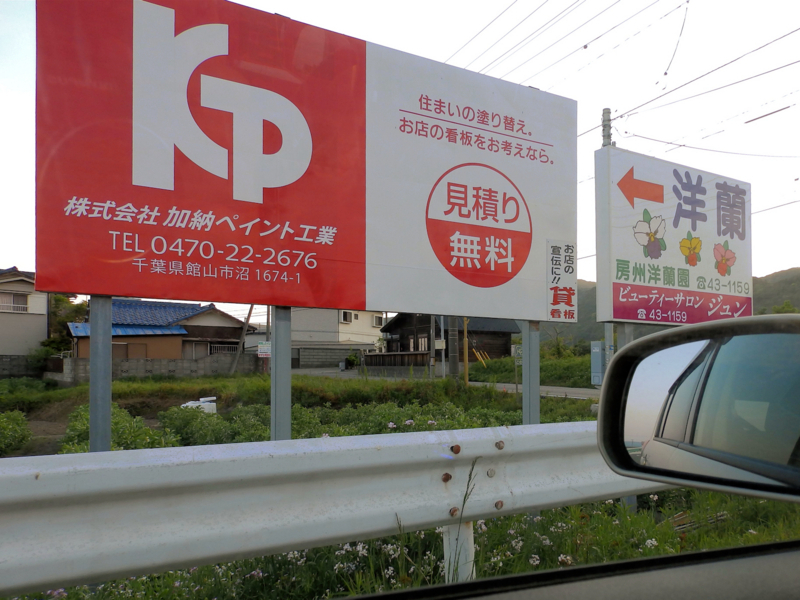 KP
株式会社 加納ペイント工業
TEL 0470-22-2676
千葉県館山市沼 1674-1
住まいの塗り替え。
お店の看板をお考えなら。
見積り
無料
お店の
宣伝に!!
貸
看板
洋蘭
房州洋蘭園 ☎43-1159
ビューティーサロン ジュン
☎ 43-1159